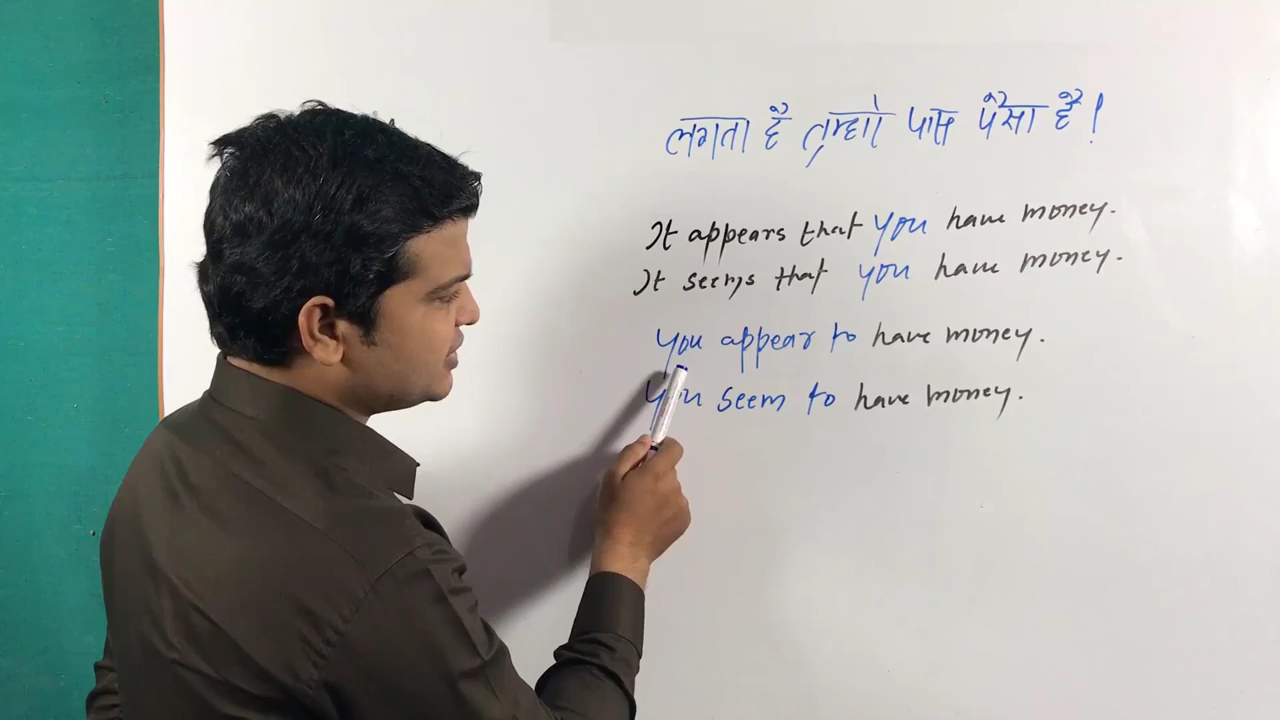 लगता है तुम्हारे पास पैसा है!
It appears that you have money.
It seems that you have money.
you appear to have money.
you seem to have money.